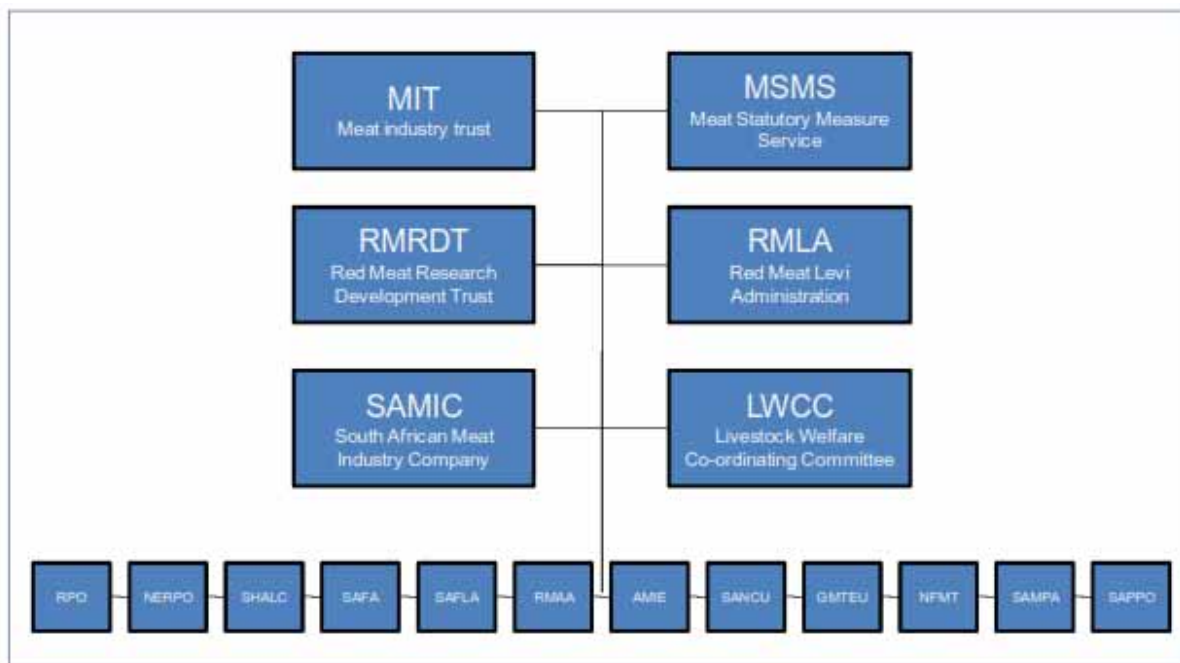 MIT
Meat industry trust
MSMS
Meat Statutory Measure
Service
RMRDT
Red Meat Research
Development Trust
RMLA
Red Meat Levi
Administration
SAMIC
South African Meat
Industry Company
LWCC
Livestock Welfare
Co-ordinating Committee
RPO
NERPO
SHALC
SAFA
SAFLA
RMAA
AMIE
SANCU
GMTEU
NFMT
SAMPA
SAPPO